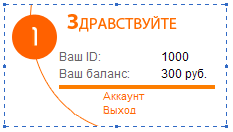 1
ЗДРАВСТВУЙТЕ
Ваш ID: 1000
Ваш баланс: 300 руб.
Аккаунт
Выход